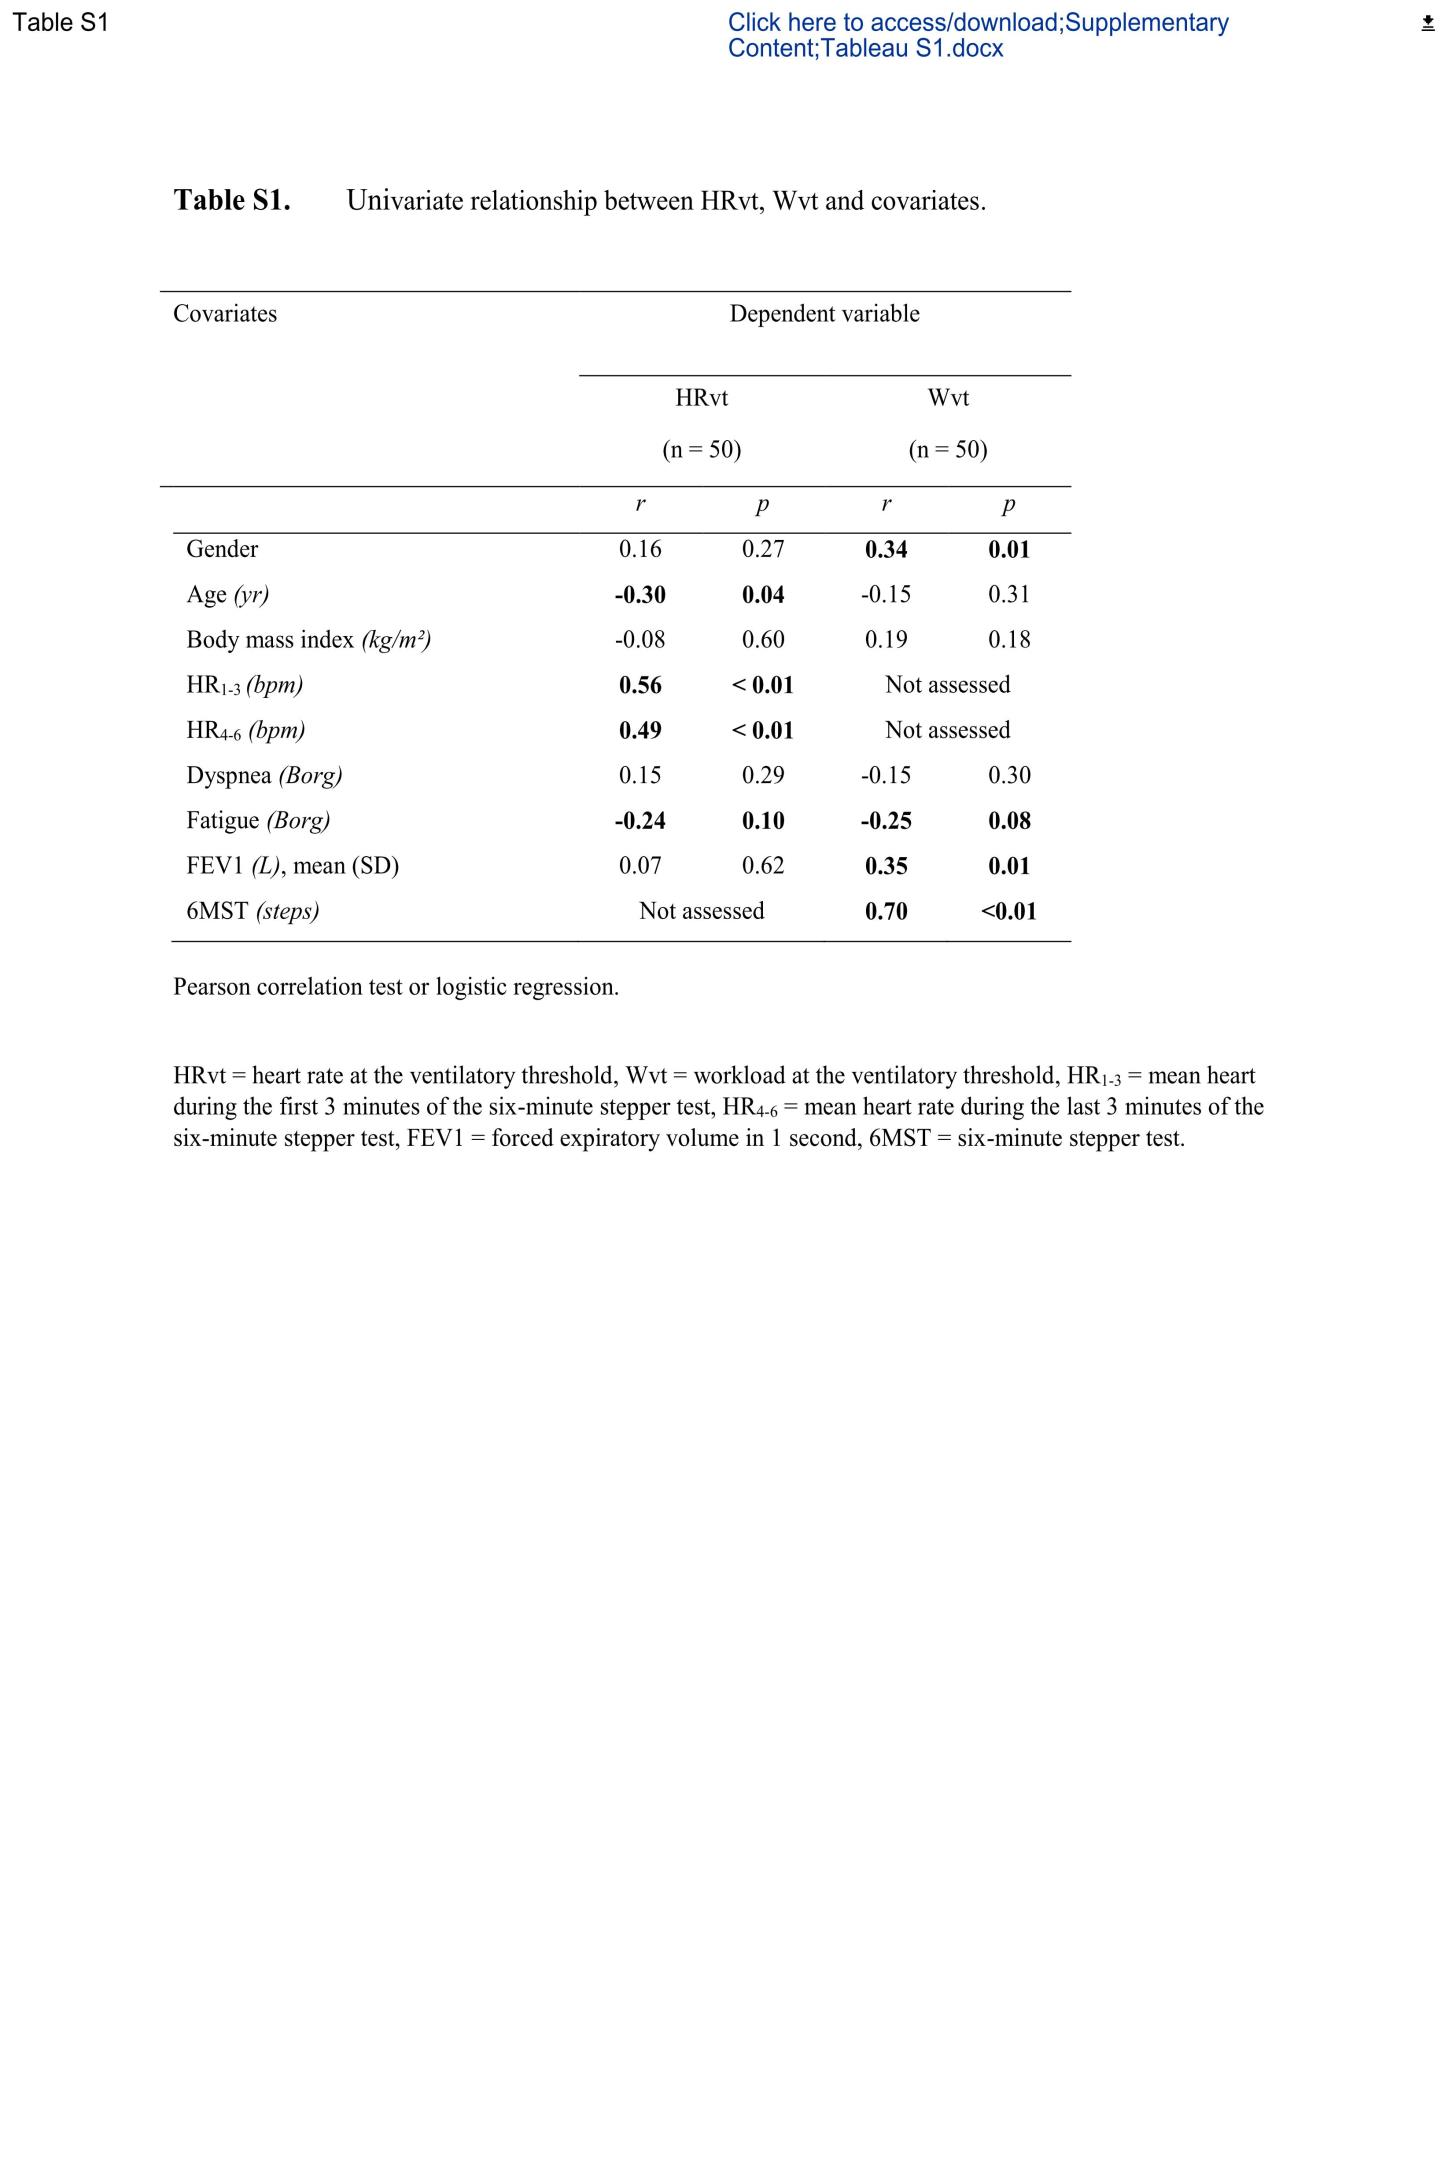 Table S1
Click here to access/download;Supplementary
Content;Tableau S1.docx
Table S1. Univariate relationship between HRvt, Wvt and covariates.
Covariates Dependent variable
HRvt Wvt
(n = 50) (n = 50)
r p r p
Gender 0.16 0.27 0.34 0.01
Age (yr) -0.30 0.04 -0.15 0.31
Body mass index (kg/m²) -0.08 0.60 0.19 0.18
HR1-3 (bpm) 0.56 < 0.01 Not assessed
HR4-6 (bpm) 0.49 < 0.01 Not assessed
Dyspnea (Borg) 0.15 0.29 -0.15 0.30
Fatigue (Borg) -0.24 0.10 -0.25 0.08
FEV1 (L), mean (SD) 0.07 0.62 0.35 0.01
6MST (steps) Not assessed 0.70 <0.01
Pearson correlation test or logistic regression.
HRvt = heart rate at the ventilatory threshold, Wvt = workload at the ventilatory threshold, HR1-3 = mean heart
during the first 3 minutes of the six-minute stepper test, HR4-6 = mean heart rate during the last 3 minutes of the
six-minute stepper test, FEV1 = forced expiratory volume in 1 second, 6MST = six-minute stepper test.